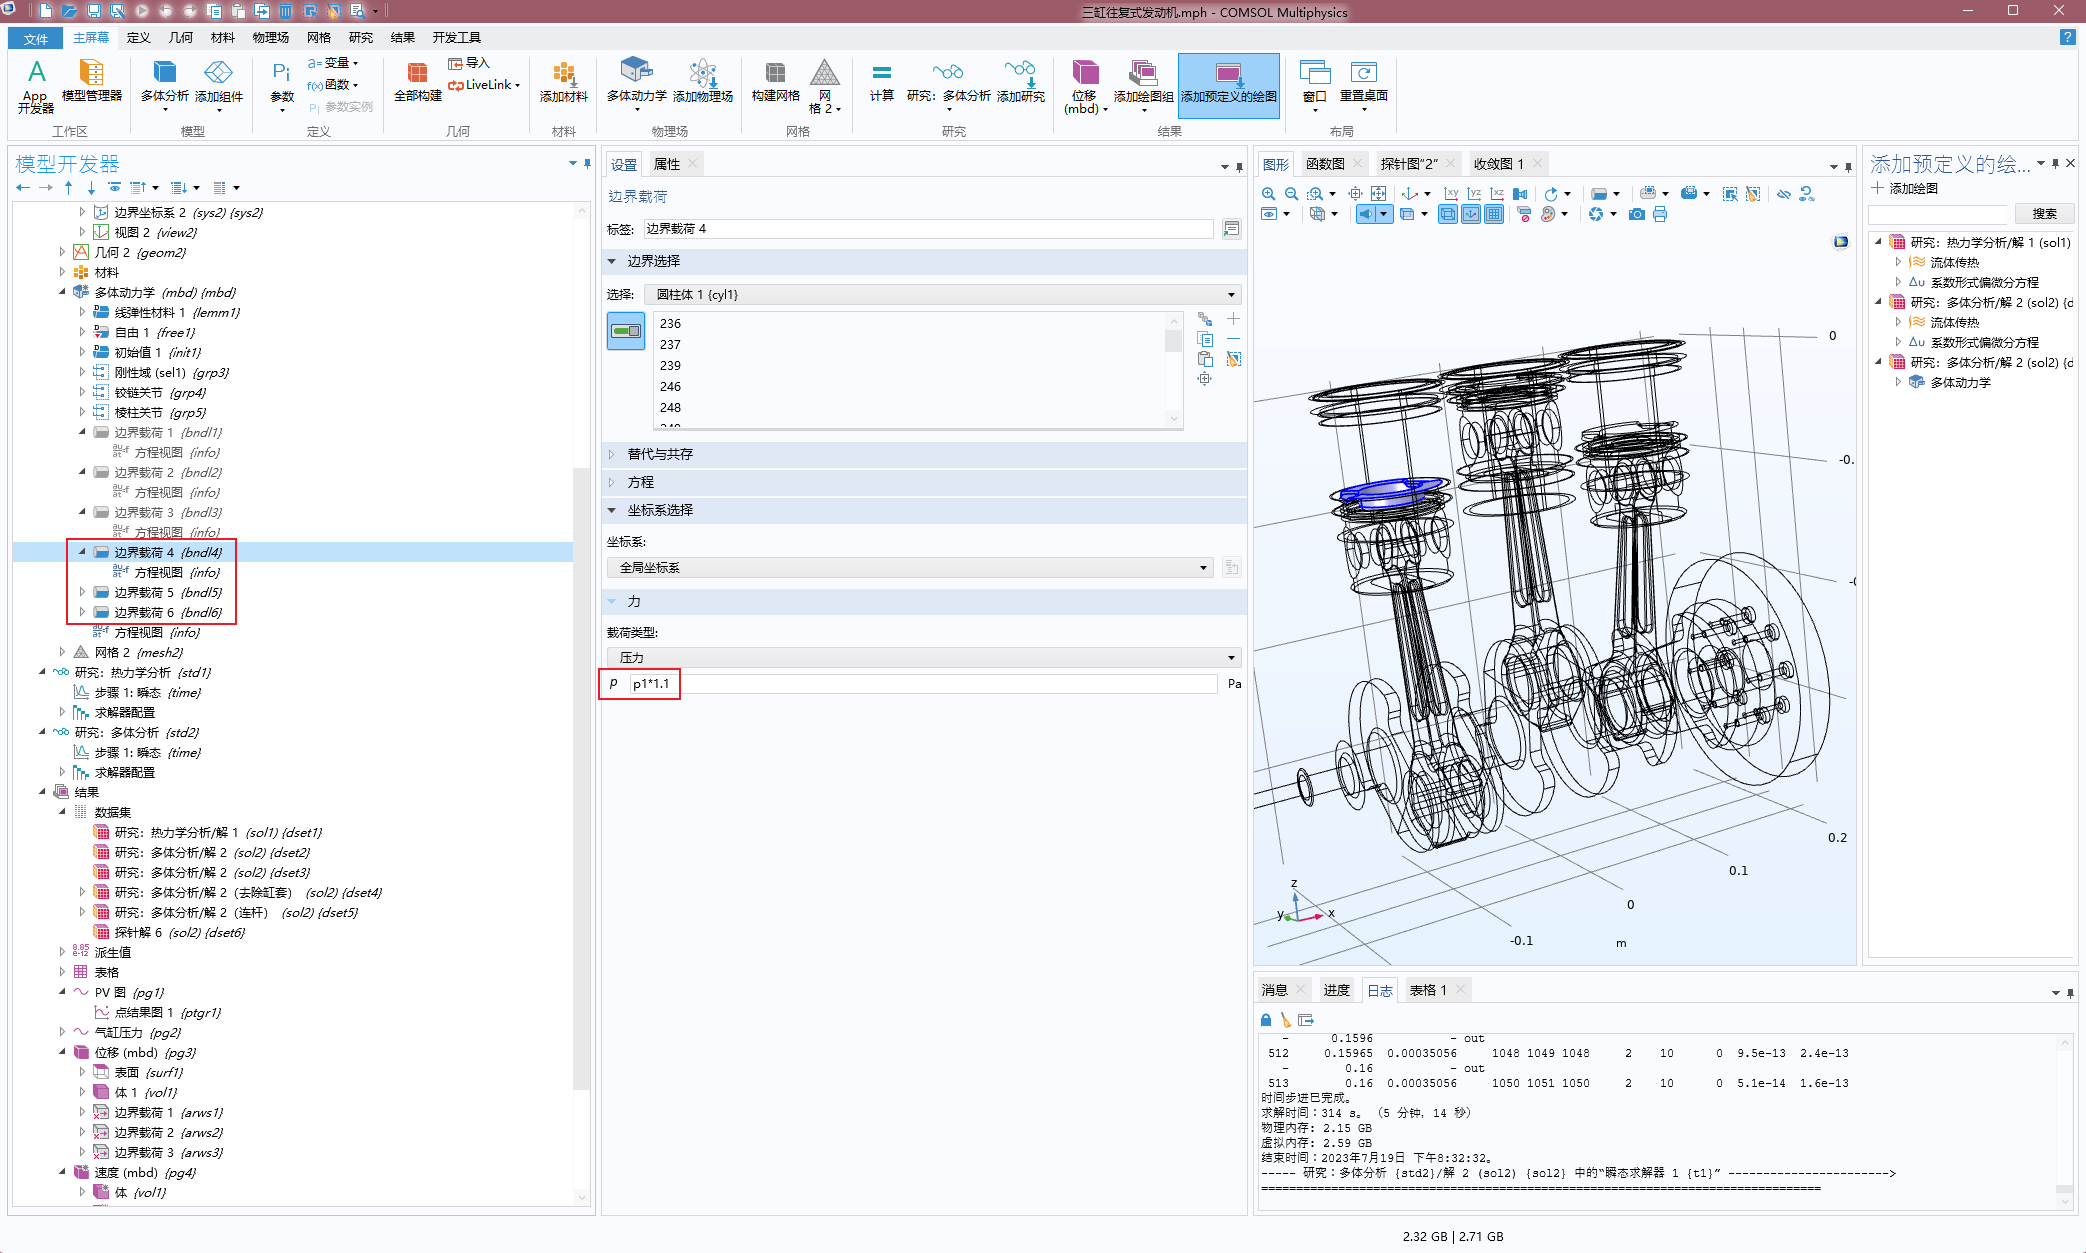 三缸往复式发动机.mph - COMSOL Multiphysics
文件 主屏幕 定义 几何 材料 物理场 网格 研究 结果 开发工具
App 开发器
模型管理器
工作区
多体分析
添加组件
模型
Pi 参数
a= 变量
f(x) 函数
Pi 参数实例
定义
全部构建
导入
LiveLink
几何
添加材料
材料
多体动力学
添加物理场
物理场
构建网格
网格 2
网格
计算
研究: 多体分析
添加研究
研究
位移 (mbd)
添加绘图组
添加预定义的绘图
结果
窗口
重置桌面
布局
模型开发器
边界坐标系 2 (sys2) {sys2}
视图 2 {view2}
几何 2 {geom2}
材料
多体动力学 (mbd) {mbd}
线弹性材料 1 {lemm1}
自由 1 {free1}
初始值 1 {init1}
刚性域 (sel1) {grp3}
铰链关节 {grp4}
棱柱关节 {grp5}
边界载荷 1 {bndl1}
方程视图 {info}
边界载荷 2 {bndl2}
方程视图 {info}
边界载荷 3 {bndl3}
方程视图 {info}
边界载荷 4 {bndl4}
方程视图 {info}
边界载荷 5 {bndl5}
边界载荷 6 {bndl6}
方程视图 {info}
网格 2 {mesh2}
研究: 热力学分析 {std1}
步骤 1: 瞬态 {time}
求解器配置
研究: 多体分析 {std2}
步骤 1: 瞬态 {time}
求解器配置
结果
数据集
研究: 热力学分析/解 1 (sol1) {dset1}
研究: 多体分析/解 2 (sol2) {dset2}
研究: 多体分析/解 2 (sol2) {dset3}
研究: 多体分析/解 2 (去除缸套) (sol2) {dset4}
研究: 多体分析/解 2 (连杆) (sol2) {dset5}
探针解 6 (sol2) {dset6}
8.85 e-12 派生值
表格
PV 图 {pg1}
点结果图 1 {ptgr1}
气缸压力 {pg2}
位移 (mbd) {pg3}
表面 {surf1}
体 1 {vol1}
边界载荷 1 {arws1}
边界载荷 2 {arws2}
边界载荷 3 {arws3}
速度 (mbd) {pg4}
体 {vol1}
设置 属性
边界载荷
标签: 边界载荷 4
边界选择
选择: 圆柱体 1 {cyl1}
236
237
239
246
248
替代与共存
方程
坐标系选择
坐标系:
全局坐标系
力
载荷类型:
压力
p p1*1.1 Pa
图形 函数图 探针图“2” 收敛图 1
0
-0.
0.2
0.1
0
-0.1
m
z
y x
添加预定义的绘...
添加绘图
搜索
研究: 热力学分析/解 1 (sol1)
流体传热
Δu 系数形式偏微分方程
研究: 多体分析/解 2 (sol2) {d
流体传热
Δu 系数形式偏微分方程
研究: 多体分析/解 2 (sol2) {d
多体动力学
消息 进度 日志 表格 1
- 0.1596 - out
512 0.15965 0.00035056 1048 1049 1048 2 10 0 9.5e-13 2.4e-13
- 0.16 - out
513 0.16 0.00035056 1050 1051 1050 2 10 0 5.1e-14 1.6e-13
时间步进已完成。
求解时间：314 s。 (5 分钟, 14 秒)
物理内存: 2.15 GB
虚拟内存: 2.59 GB
结束时间：2023年7月19日 下午8:32:32。
----- 研究：多体分析 {std2}/解 2 (sol2) {sol2} 中的“瞬态求解器 1 {t1}” ----------------------->
2.32 GB | 2.71 GB